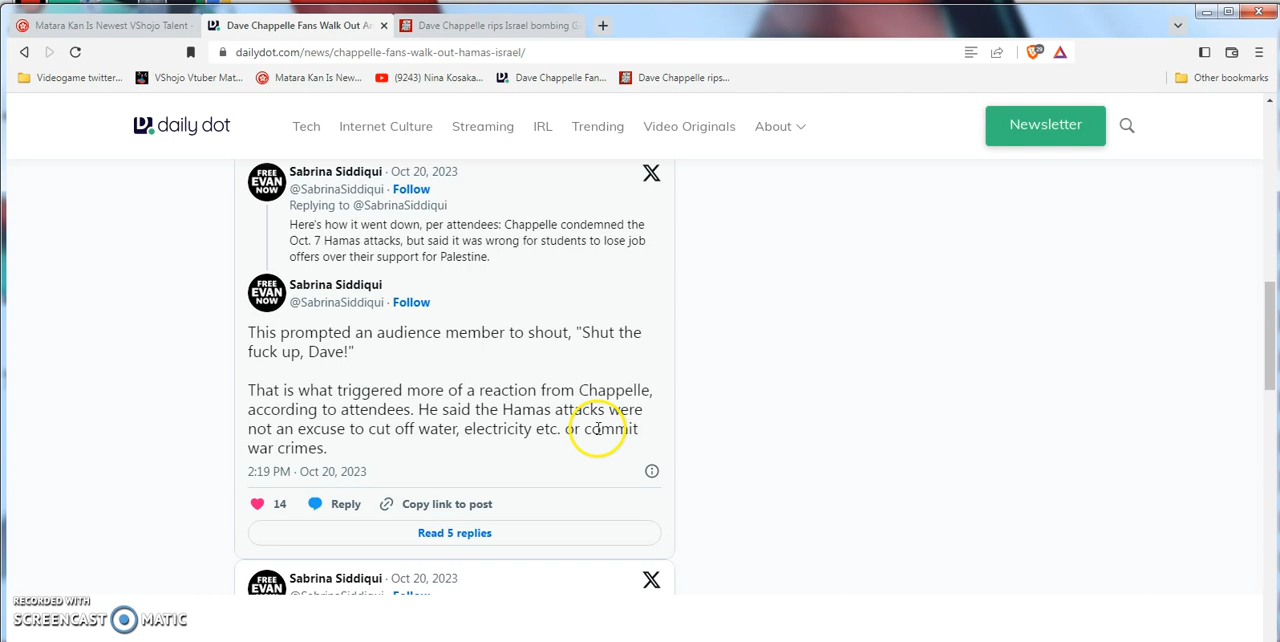 Matara Kan Is Newest VShojo Talent -
Dave Chappelle Fans Walk Out A
Dave Chappelle rips Israel bombing G
dailydot.com/news/chappelle-fans-walk-out-hamas-israel/
Videogame twitter...
VShojo Vtuber Mat...
Matara Kan Is New...
(9243) Nina Kosaka...
Dave Chappelle Fan...
Dave Chappelle rips...
Other bookmarks
daily dot
Tech
Internet Culture
Streaming
IRL
Trending
Video Originals
About
Newsletter
FREE EVAN NOW
Sabrina Siddiqui · Oct 20, 2023
@SabrinaSiddiqui · Follow
Replying to @SabrinaSiddiqui
Here's how it went down, per attendees: Chappelle condemned the
Oct. 7 Hamas attacks, but said it was wrong for students to lose job
offers over their support for Palestine.
FREE EVAN NOW
Sabrina Siddiqui
@SabrinaSiddiqui · Follow
This prompted an audience member to shout, "Shut the
fuck up, Dave!"
That is what triggered more of a reaction from Chappelle,
according to attendees. He said the Hamas attacks were
not an excuse to cut off water, electricity etc. or commit
war crimes.
2:19 PM · Oct 20, 2023
14
Reply
Copy link to post
Read 5 replies
FREE EVAN
Sabrina Siddiqui · Oct 20, 2023
RECORDED WITH
SCREENCAST MATIC